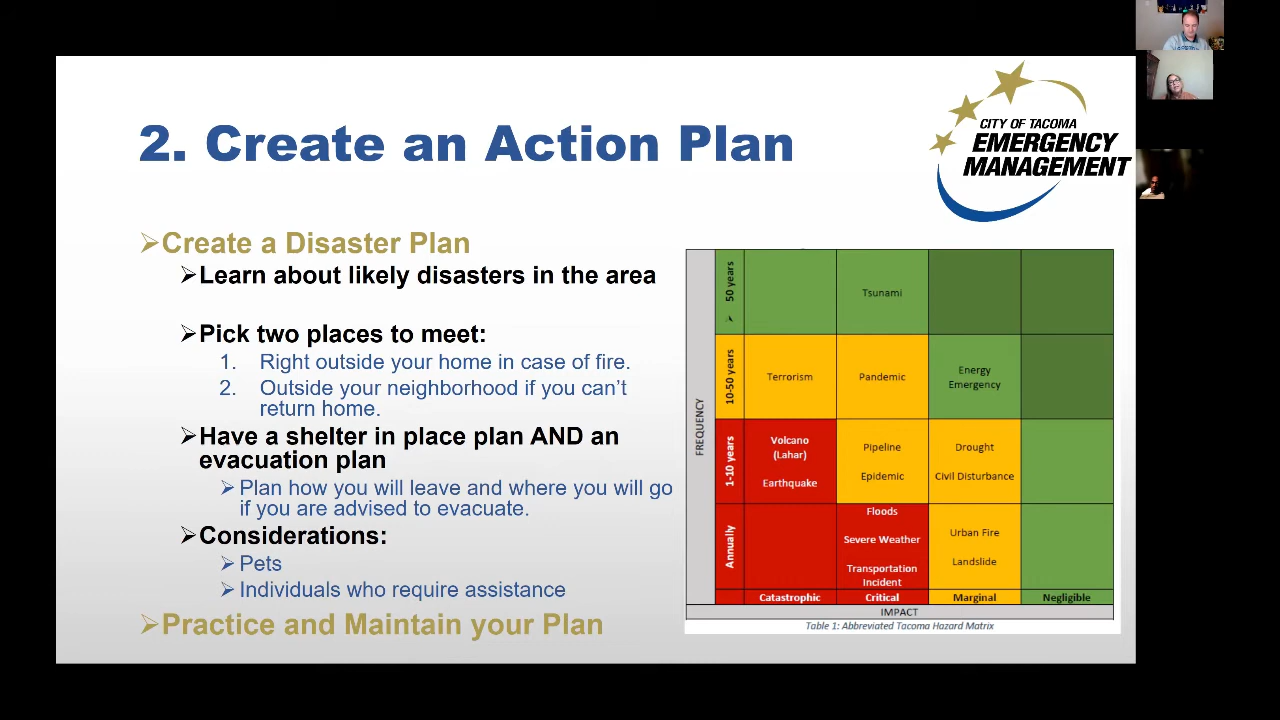 2. Create an Action Plan
CITY OF TACOMA
EMERGENCY
MANAGEMENT
➢Create a Disaster Plan
➢Learn about likely disasters in the area
➢Pick two places to meet:
1. Right outside your home in case of fire.
2. Outside your neighborhood if you can’t
return home.
➢Have a shelter in place plan AND an
evacuation plan
➢Plan how you will leave and where you will go
if you are advised to evacuate.
➢Considerations:
➢Pets
➢Individuals who require assistance
➢Practice and Maintain your Plan
FREQUENCY
➢ 50 years
Tsunami
10-50 years
Terrorism
Pandemic
Energy
Emergency
1-10 years
Volcano
(Lahar)
Earthquake
Pipeline
Epidemic
Drought
Civil Disturbance
Annually
Floods
Severe Weather
Transportation
Incident
Urban Fire
Landslide
Catastrophic Critical Marginal Negligible
IMPACT
Table 1: Abbreviated Tacoma Hazard Matrix